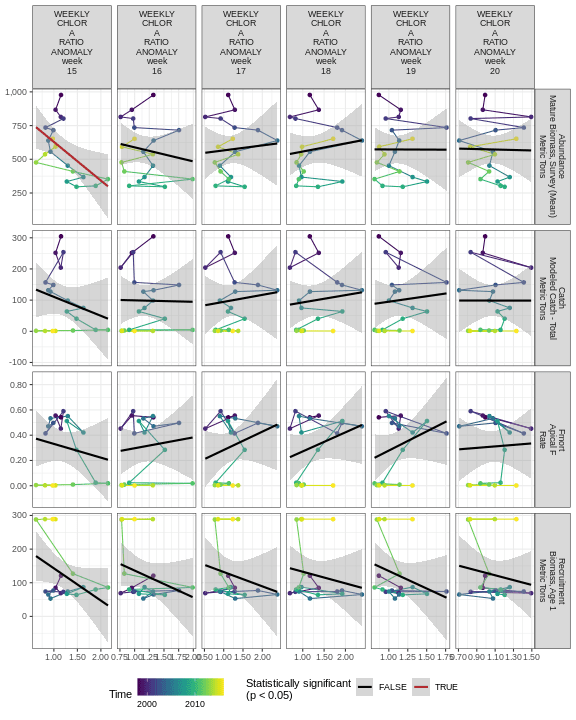 WEEKLY
CHLOR
A
RATIO
ANOMALY
week
15
WEEKLY
CHLOR
A
RATIO
ANOMALY
week
16
WEEKLY
CHLOR
A
RATIO
ANOMALY
week
17
WEEKLY
CHLOR
A
RATIO
ANOMALY
week
18
WEEKLY
CHLOR
A
RATIO
ANOMALY
week
19
WEEKLY
CHLOR
A
RATIO
ANOMALY
week
20
1,000
750
500
250
Abundance
Mature Biomass, Survey (Mean)
Metric Tons
300
200
100
0
-100
Catch
Modeled Catch - Total
Metric Tons
0.80
0.60
0.40
0.20
0.00
Fmort
Apical F
Rate
300
200
100
0
Recruitment
Biomass, Age 1
Metric Tons
1.00 1.50 2.00
0.75 1.00 1.25 1.50 1.75 2.00
0.50 1.00 1.50 2.00
1.00 1.50 2.00
1.00 1.25 1.50 1.75
0.70 0.90 1.10 1.30 1.50
Time
2000 2010
Statistically significant
(p < 0.05)
FALSE
TRUE